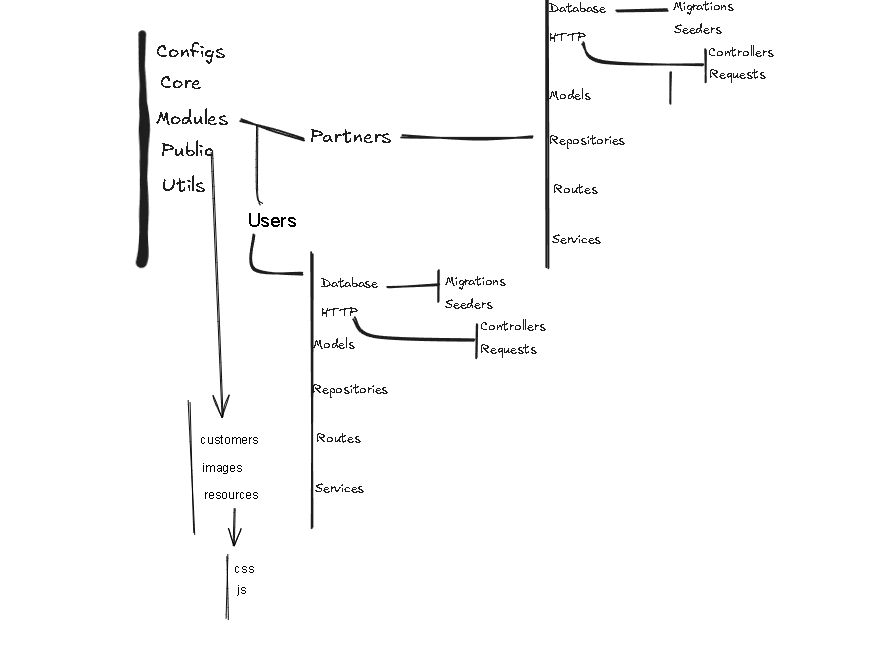 Configs
Core
Modules
Public
Utils
Partners
Database
Migrations
Seeders
HTTP
Controllers
Requests
Models
Repositories
Routes
Services
Users
Database
Migrations
Seeders
HTTP
Controllers
Requests
Models
Repositories
Routes
Services
customers
images
resources
css
js